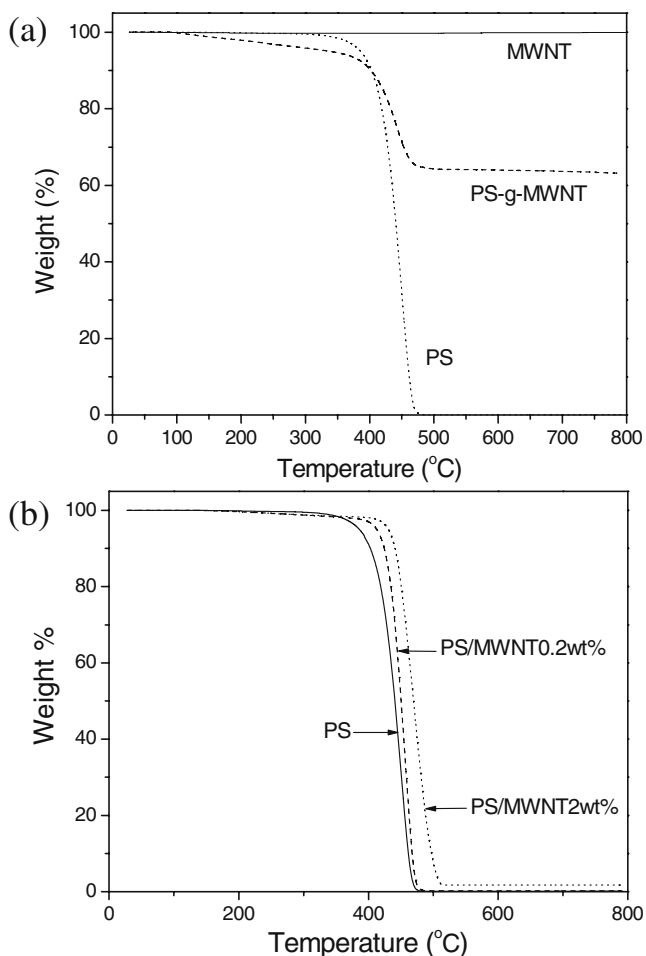 (a)
100
80
60
40
20
0
Weight (%)
MWNT
PS-g-MWNT
PS
0 100 200 300 400 500 600 700 800
Temperature (°C)
(b)
100
80
60
40
20
0
Weight %
PS/MWNT0.2wt%
PS
PS/MWNT2wt%
0 200 400 600 800
Temperature (°C)